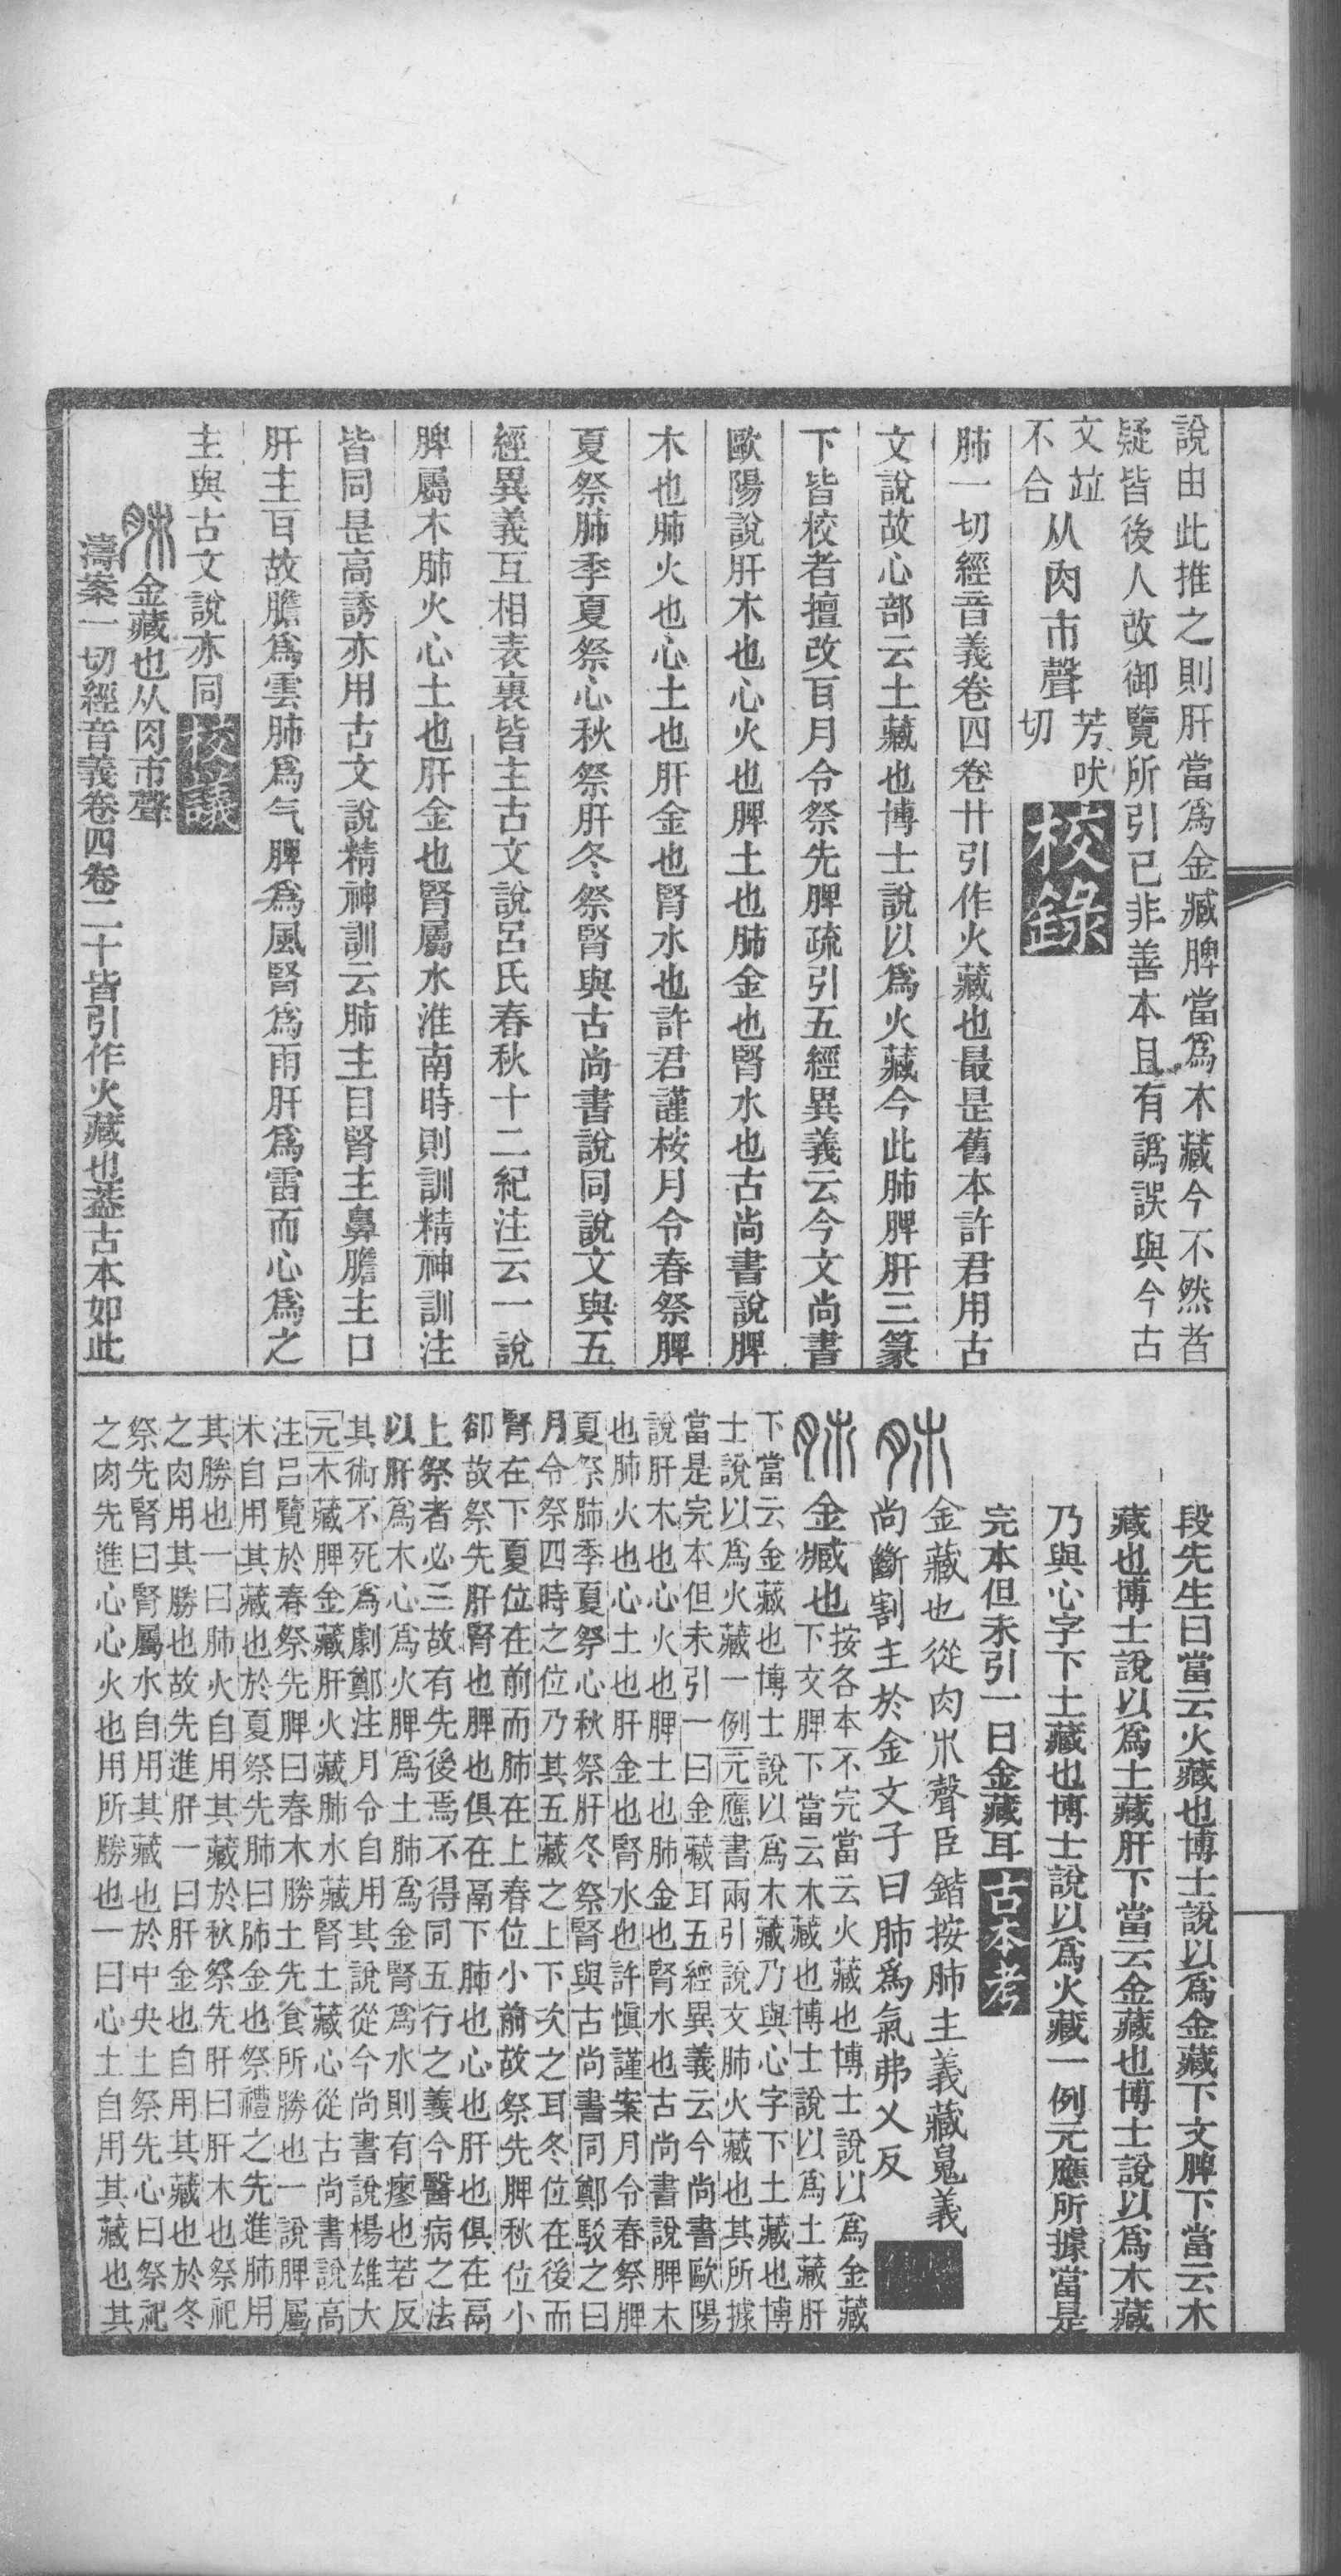 說由此推之則肝當爲金臧脾當爲木藏今不然者
疑皆後人改御覽所引已非善本且有譌誤與今古
文竝
不合
从肉巿聲
芳吠
切
校錄
肺一切經音義卷四卷廿引作火藏也最是舊本許君用古
文說故心部云土藏也博士說以爲火藏今此肺脾肝三篆
下皆校者擅改百月令祭先脾疏引五經異義云今文尚書
歐陽說肝木也心火也脾土也肺金也腎水也古尚書說脾
木也肺火也心土也肝金也腎水也許君謹桉月令春祭脾
夏祭肺季夏祭心秋祭肝冬祭腎與古尚書說同說文與五
經異義互相表裏皆主古文說呂氏春秋十二紀注云一說
脾屬木肺火心土也肝金也腎屬水淮南時則訓精神訓注
皆同是高誘亦用古文說精神訓云肺主目腎主鼻膽主口
肝主百故膽爲雲肺爲气脾爲風腎爲雨肝爲雷而心爲之
主與古文說亦同
校議
肺
金藏也从肉巿聲
濤案一切經音義卷四卷二十皆引作火藏也葢古本如此
段先生曰當云火藏也博士說以爲金藏下文脾下當云木
藏也博士說以爲土藏肝下當云金藏也博士說以爲木藏
乃與心字下土藏也博士說以爲火藏一例元應所據當是
完本但未引一曰金藏耳
古本考
肺
金藏也從肉巿聲臣鍇按肺主義藏鬼義
尚斷割主於金文子曰肺爲氣弗乂反
肺
金臧也
按各本不完當云火藏也博士說以爲金藏
下文脾下當云木藏也博士說以爲土藏肝
下當云金藏也博士說以爲木藏乃與心字下土藏也博
士說以爲火藏一例元應書兩引說文肺火藏也其所據
當是完本但未引一曰金藏耳五經異義云今尚書歐陽
說肝木也心火也脾土也肺金也腎水也古尚書說脾木
也肺火也心土也肝金也腎水也許愼謹案月令春祭脾
夏祭肺季夏祭心秋祭肝冬祭腎與古尚書同鄭駁之曰
月令祭四時之位乃其五藏之上下次之耳冬位在後而
腎在下夏位在前而肺在上春位小前故祭先脾秋位小
郤故祭先肝腎也脾也俱在鬲下肺也心也肝也俱在鬲
上祭者必三故有先後焉不得同五行之義今醫病之法
以肝爲木心爲火脾爲土肺爲金腎爲水則有瘳也若反
其術不死爲劇鄭注月令自用其說從今尚書說楊雄大
元木藏脾金藏肝火藏肺水藏腎土藏心從古尚書說高
注呂覽於春祭先脾曰春木勝土先食所勝也一說脾屬
木自用其藏也於夏祭先肺曰肺金也祭禮之先進肺用
其勝也一曰肺火自用其藏於秋祭先肝曰肝木也祭祀
之肉用其勝也故先進肝一曰肝金也自用其藏也於冬
祭先腎曰腎屬水自用其藏也於中央土祭先心曰祭祀
之肉先進心心火也用所勝也一曰心土自用其藏也其